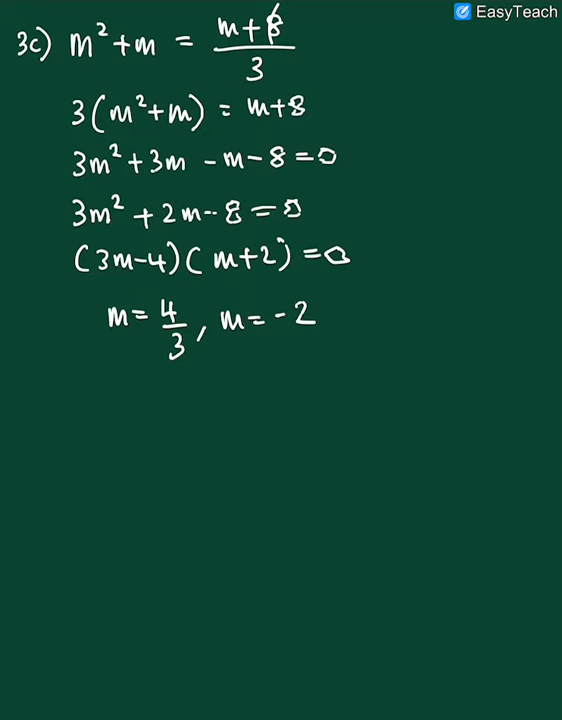 EasyTeach
3c) m² + m = (m+8)/3
3(m²+m) = m+8
3m² + 3m - m - 8 = 0
3m² + 2m - 8 = 0
(3m-4)(m+2) = 0
m = 4/3, m = -2